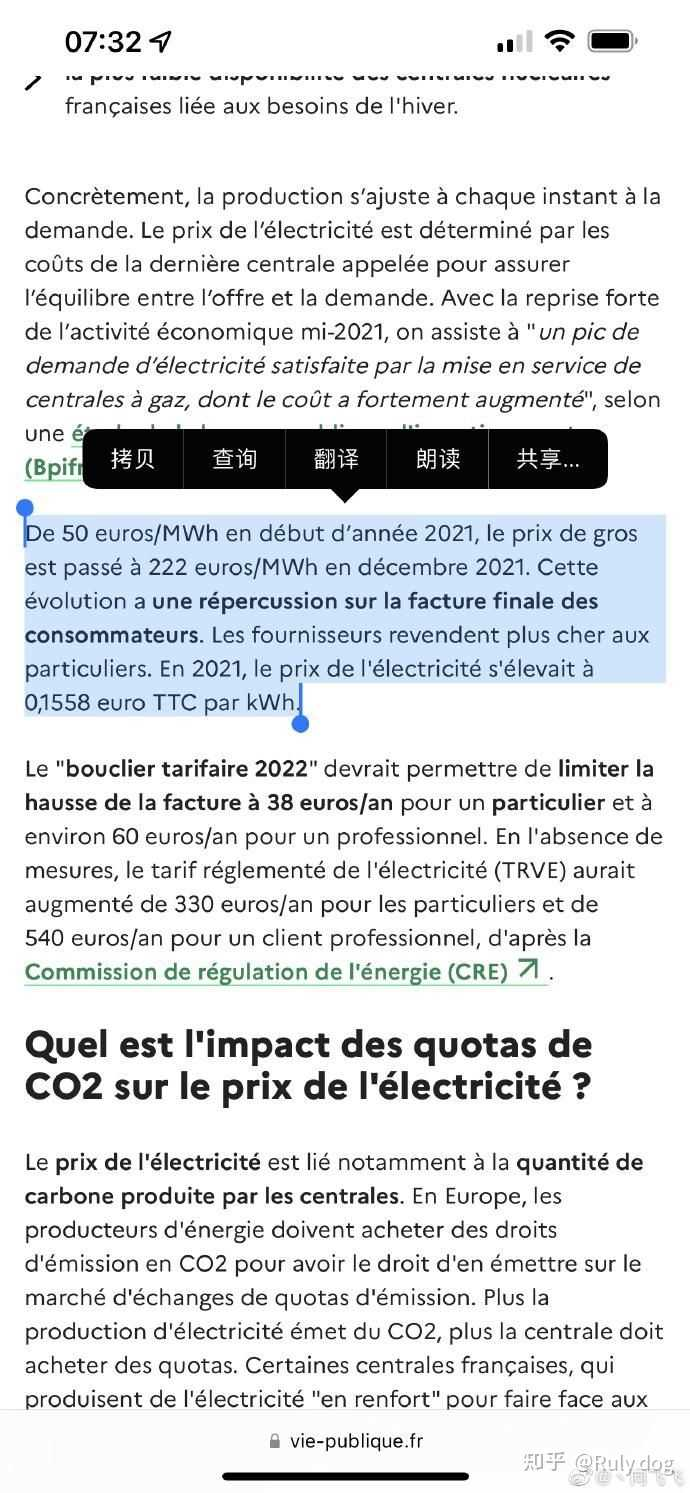 07:32
la plus faible disponibilité des centrales nucléaires
françaises liée aux besoins de l'hiver.
Concrètement, la production s’ajuste à chaque instant à la
demande. Le prix de l’électricité est déterminé par les
coûts de la dernière centrale appelée pour assurer
l’équilibre entre l’offre et la demande. Avec la reprise forte
de l’activité économique mi-2021, on assiste à "un pic de
demande d’électricité satisfaite par la mise en service de
centrales à gaz, dont le coût a fortement augmenté", selon
une
拷贝 查询 翻译 朗读 共享...
De 50 euros/MWh en début d’année 2021, le prix de gros
est passé à 222 euros/MWh en décembre 2021. Cette
évolution a une répercussion sur la facture finale des
consommateurs. Les fournisseurs revendent plus cher aux
particuliers. En 2021, le prix de l'électricité s'élevait à
0,1558 euro TTC par kWh.
Le "bouclier tarifaire 2022" devrait permettre de limiter la
hausse de la facture à 38 euros/an pour un particulier et à
environ 60 euros/an pour un professionnel. En l'absence de
mesures, le tarif réglementé de l'électricité (TRVE) aurait
augmenté de 330 euros/an pour les particuliers et de
540 euros/an pour un client professionnel, d'après la
Commission de régulation de l'énergie (CRE) .
Quel est l'impact des quotas de
CO2 sur le prix de l'électricité ?
Le prix de l'électricité est lié notamment à la quantité de
carbone produite par les centrales. En Europe, les
producteurs d'énergie doivent acheter des droits
d'émission en CO2 pour avoir le droit d'en émettre sur le
marché d'échanges de quotas d'émission. Plus la
production d'électricité émet du CO2, plus la centrale doit
acheter des quotas. Certaines centrales françaises, qui
produisent de l'électricité "en renfort" pour faire face aux
vie-publique.fr
知乎 @Ruly dog